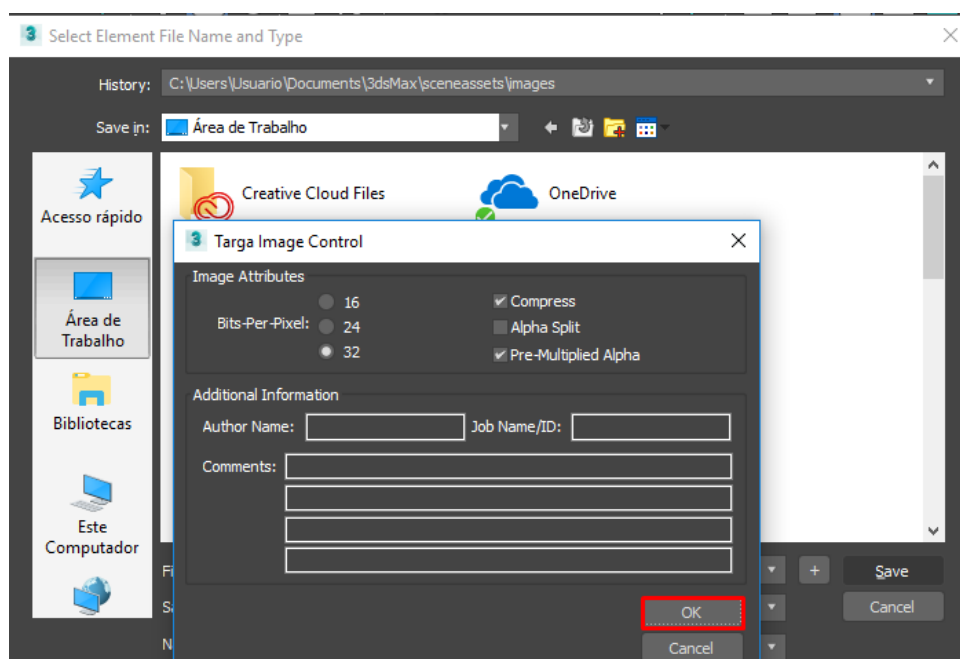 Select Element File Name and Type
History: C:\Users\Usuario\Documents\3dsMax\sceneassets\images
Save in: Área de Trabalho
Creative Cloud Files OneDrive
Acesso rápido
Área de
Trabalho
Bibliotecas
Este
Computador
Targa Image Control
Image Attributes
Bits-Per-Pixel:
16
24
32
Compress
Alpha Split
Pre-Multiplied Alpha
Additional Information
Author Name: Job Name/ID:
Comments:
+ Save
OK Cancel
Cancel